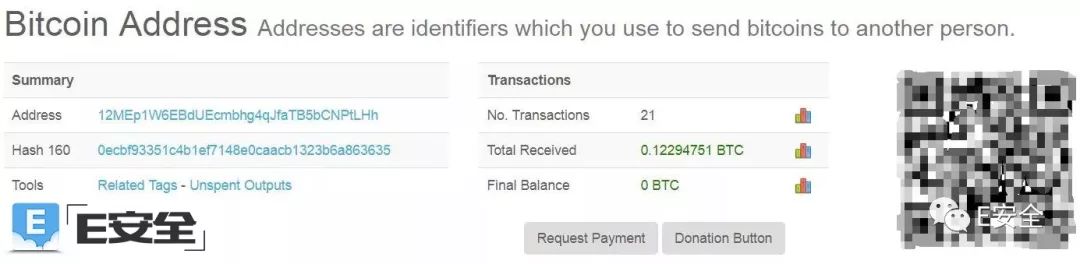 Bitcoin Address Addresses are identifiers which you use to send bitcoins to another person.
Summary
Address 12MEp1W6EBdUEcmbhg4qJfaTB5bCNPtLHh
Hash 160 0ecbf93351c4b1ef7148e0caacb1323b6a863635
Tools Related Tags - Unspent Outputs
Transactions
No. Transactions 21
Total Received 0.12294751 BTC
Final Balance 0 BTC
Request Payment Donation Button
E E安全
E安全